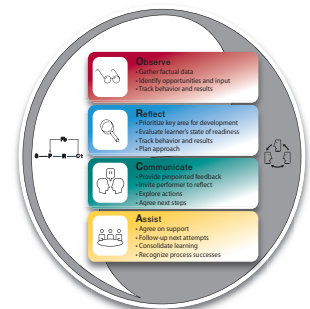 Observe
• Gather factual data
• Identify opportunities and input
• Track behavior and results
Reflect
• Prioritize key area for development
• Evaluate learner's state of readiness
• Track behavior and results
• Plan approach
Fb
S P R C1
Communicate
• Provide pinpointed feedback
• Invite performer to reflect
• Explore actions
• Agree next steps
Assist
• Agree on support
• Follow-up next attempts
• Consolidate learning
• Recognize process successes